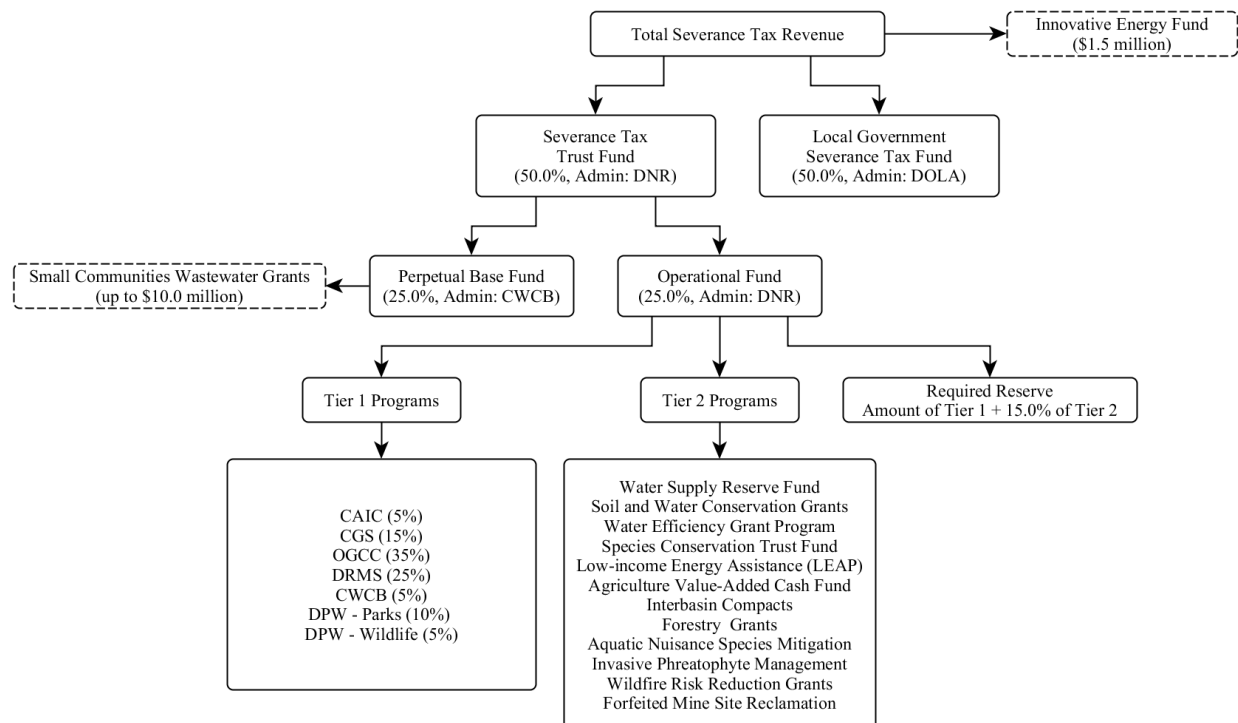 Total Severance Tax Revenue
Innovative Energy Fund
($1.5 million)
Severance Tax
Trust Fund
(50.0%, Admin: DNR)
Local Government
Severance Tax Fund
(50.0%, Admin: DOLA)
Small Communities Wastewater Grants
(up to $10.0 million)
Perpetual Base Fund
(25.0%, Admin: CWCB)
Operational Fund
(25.0%, Admin: DNR)
Tier 1 Programs
Tier 2 Programs
Required Reserve
Amount of Tier 1 + 15.0% of Tier 2
CAIC (5%)
CGS (15%)
OGCC (35%)
DRMS (25%)
CWCB (5%)
DPW - Parks (10%)
DPW - Wildlife (5%)
Water Supply Reserve Fund
Soil and Water Conservation Grants
Water Efficiency Grant Program
Species Conservation Trust Fund
Low-income Energy Assistance (LEAP)
Agriculture Value-Added Cash Fund
Interbasin Compacts
Forestry Grants
Aquatic Nuisance Species Mitigation
Invasive Phreatophyte Management
Wildfire Risk Reduction Grants
Forfeited Mine Site Reclamation